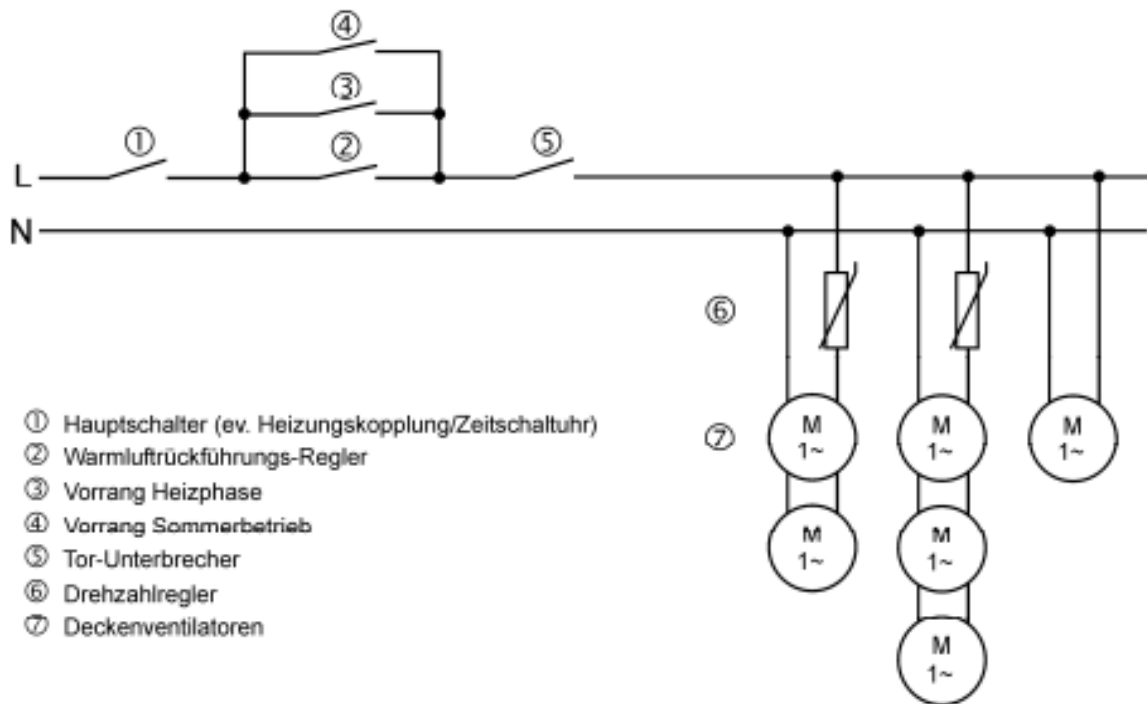 ④
③
① ② ⑤
L
N
⑥
① Hauptschalter (ev. Heizungskopplung/Zeitschaltuhr)
② Warmluftrückführungs-Regler
③ Vorrang Heizphase
④ Vorrang Sommerbetrieb
⑤ Tor-Unterbrecher
⑥ Drehzahlregler
⑦ Deckenventilatoren
⑦
M
1~
M
1~
M
1~
M
1~
M
1~
M
1~